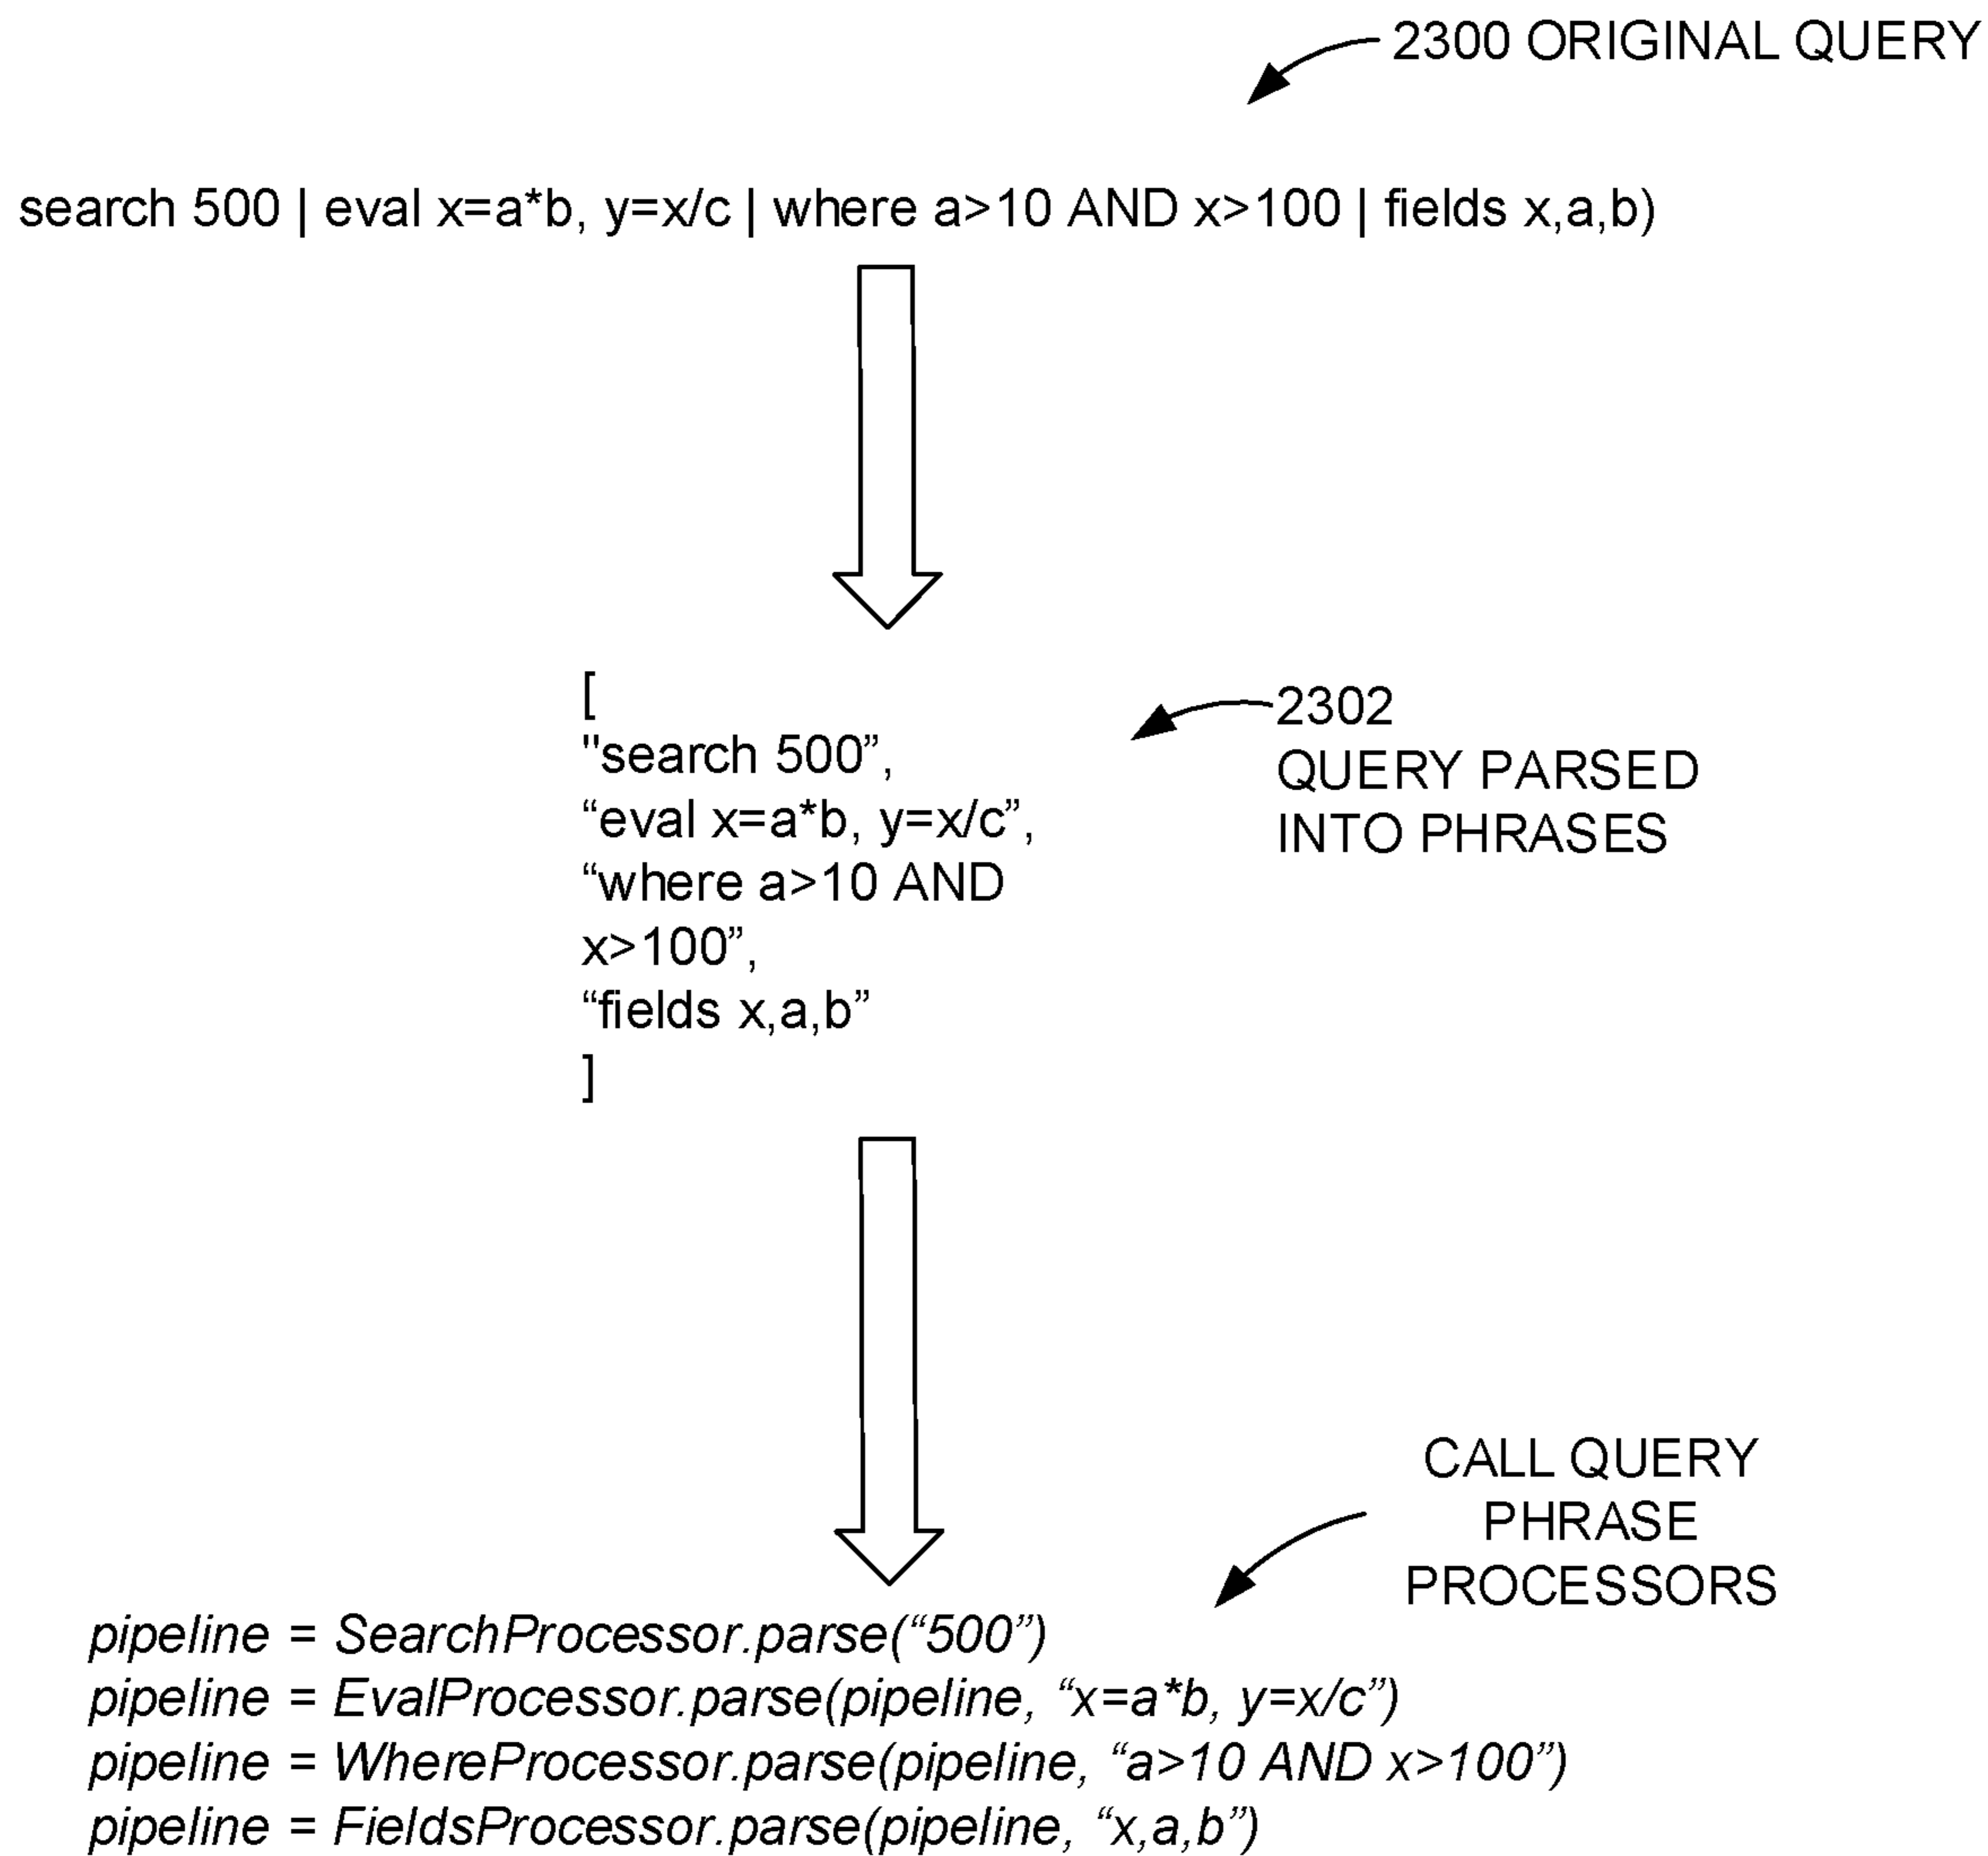 2300 ORIGINAL QUERY
search 500 | eval x=a*b, y=x/c | where a>10 AND x>100 | fields x,a,b)
[
"search 500”,
“eval x=a*b, y=x/c”,
“where a>10 AND
x>100”,
“fields x,a,b”
]
2302
QUERY PARSED
INTO PHRASES
CALL QUERY
PHRASE
PROCESSORS
pipeline = SearchProcessor.parse(“500”)
pipeline = EvalProcessor.parse(pipeline, “x=a*b, y=x/c”)
pipeline = WhereProcessor.parse(pipeline, “a>10 AND x>100”)
pipeline = FieldsProcessor.parse(pipeline, “x,a,b”)